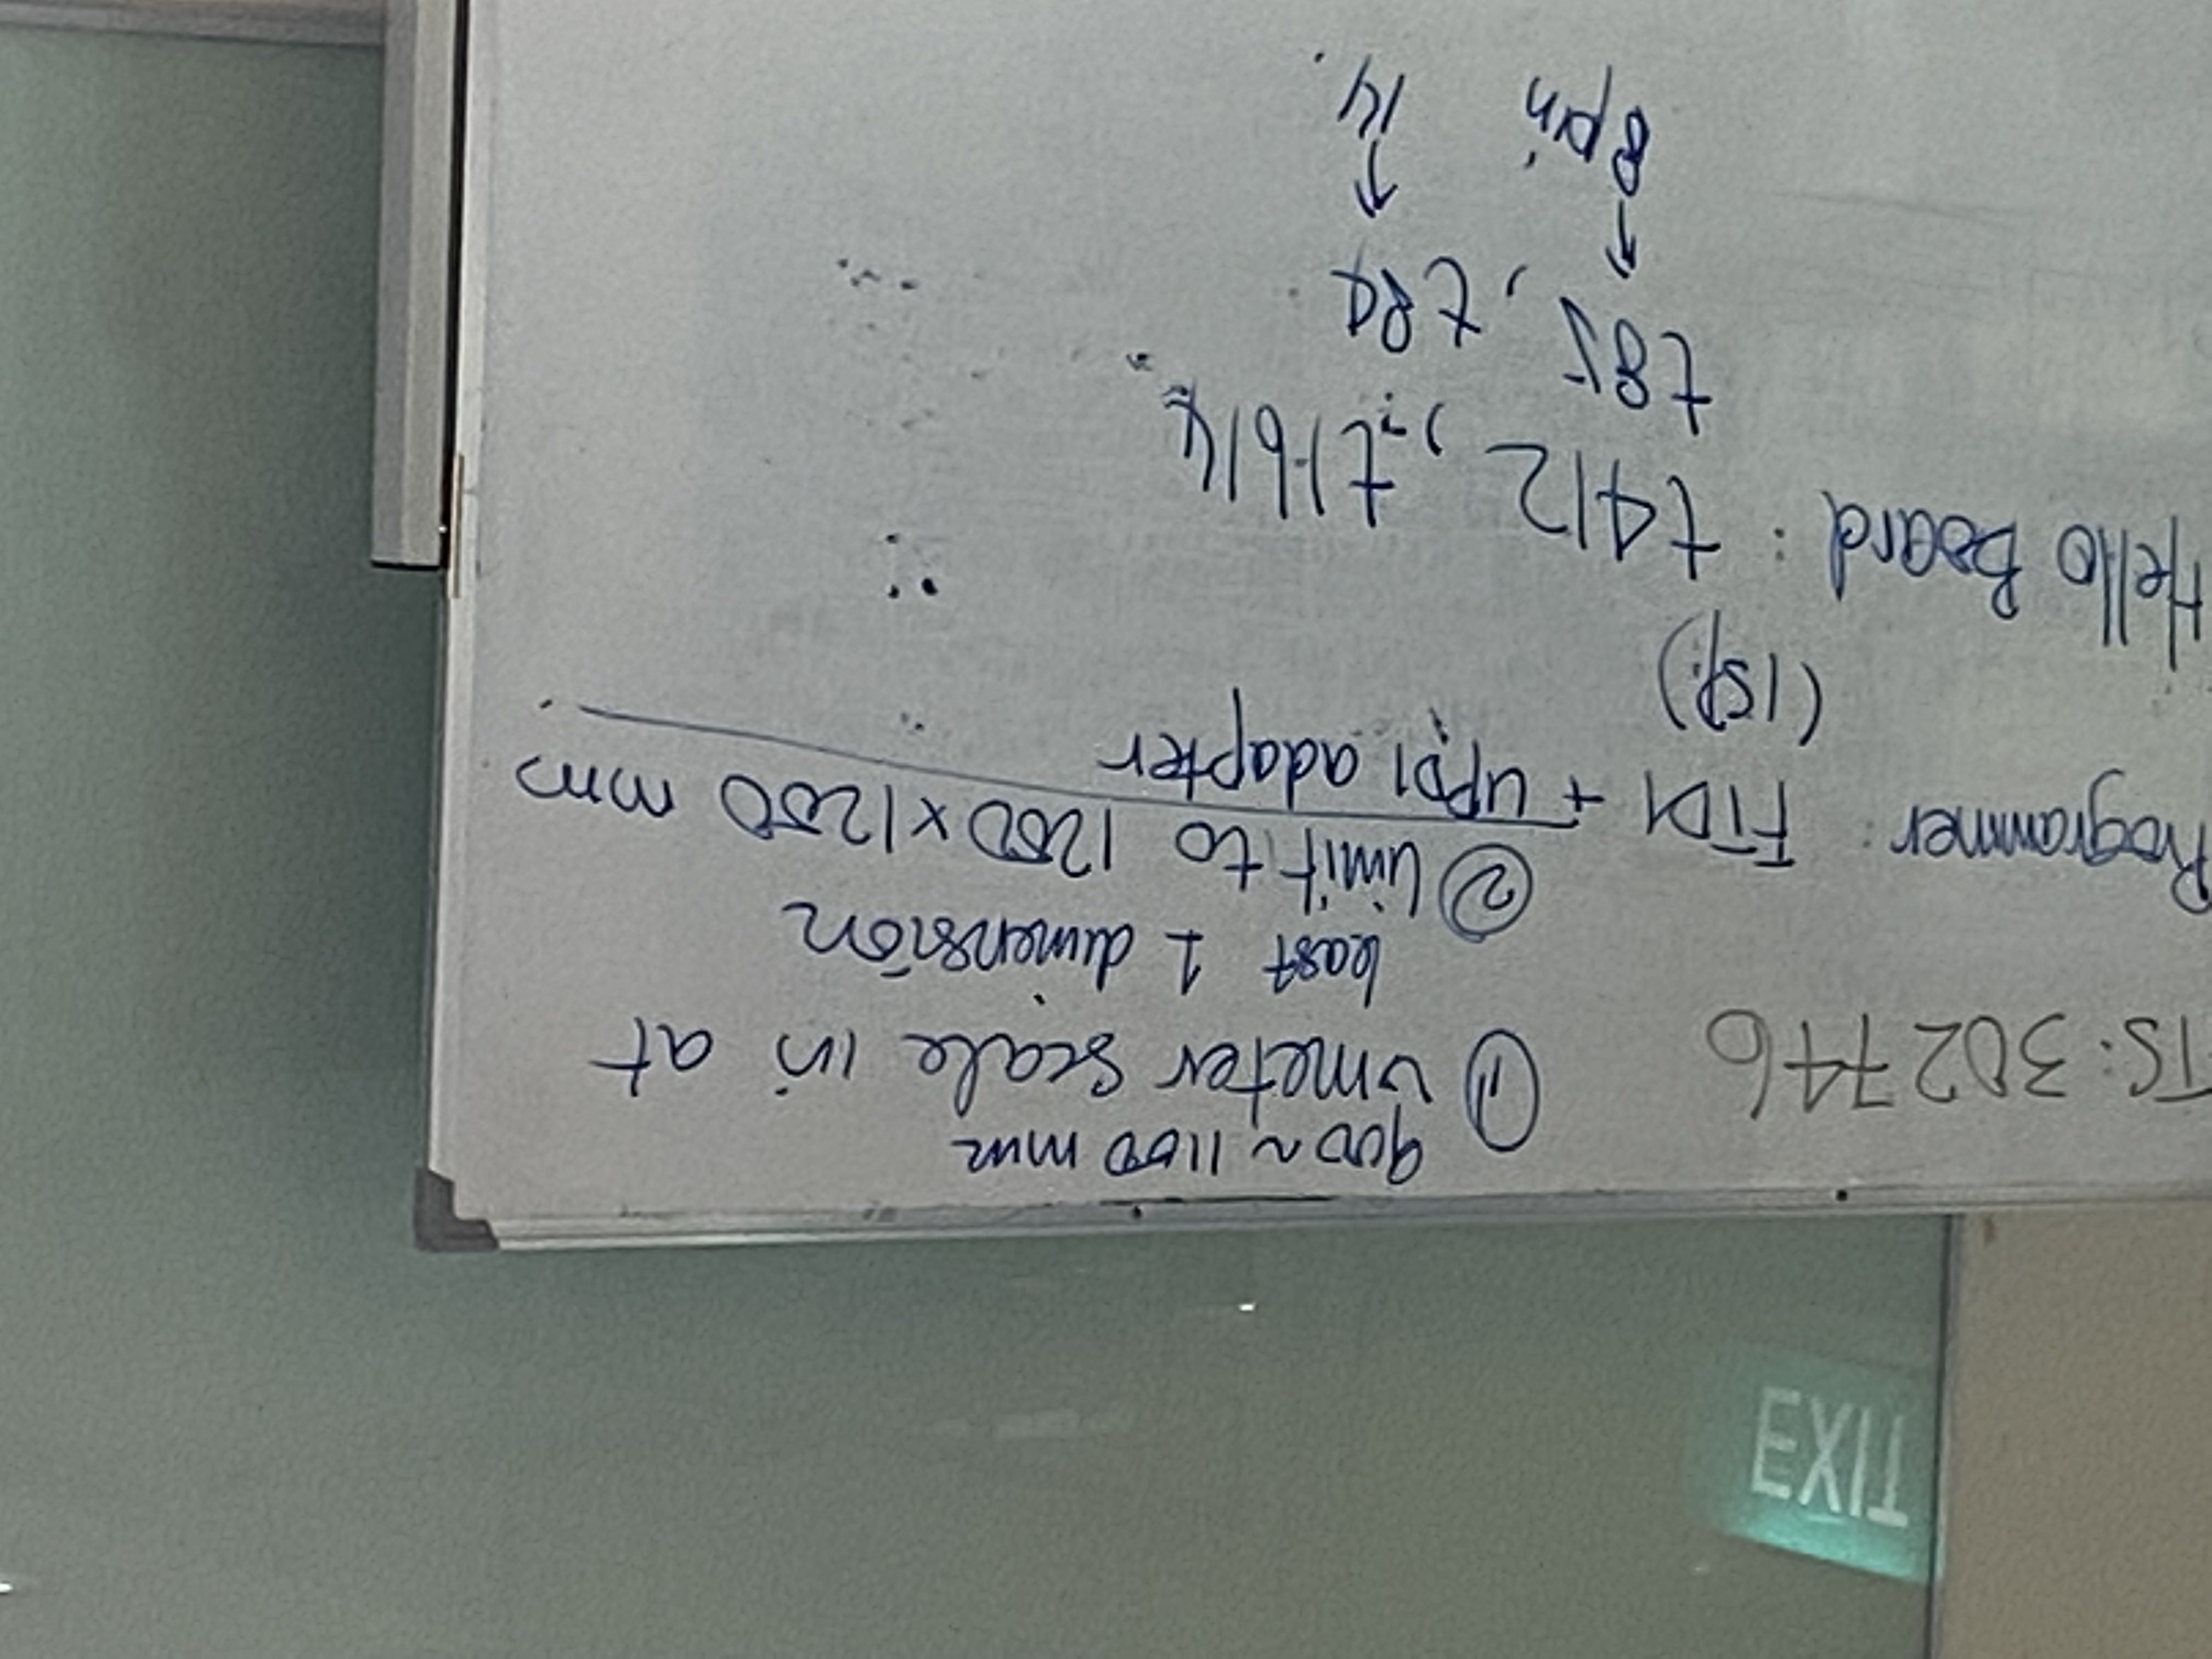 EXIT
TS: 302746
① 900 ~ 1100 mm
meter scale in at
least 1 dimension
② limit to 1200 x 1200 mm
Programmer: FTDI + UPDI adapter
(ISP)
Hello Board: t412, t1614
t85, t84
↑ ↑
8 pin 14.